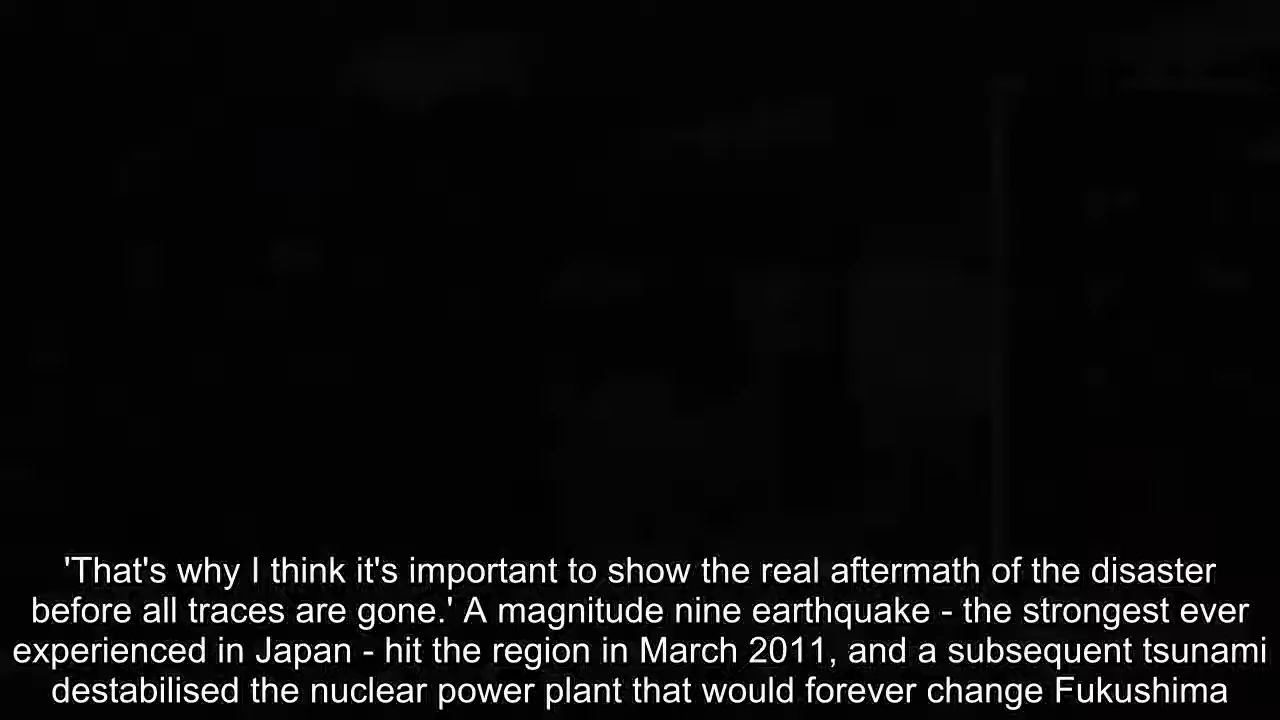 'That's why I think it's important to show the real aftermath of the disaster
before all traces are gone.' A magnitude nine earthquake - the strongest ever
experienced in Japan - hit the region in March 2011, and a subsequent tsunami
destabilised the nuclear power plant that would forever change Fukushima